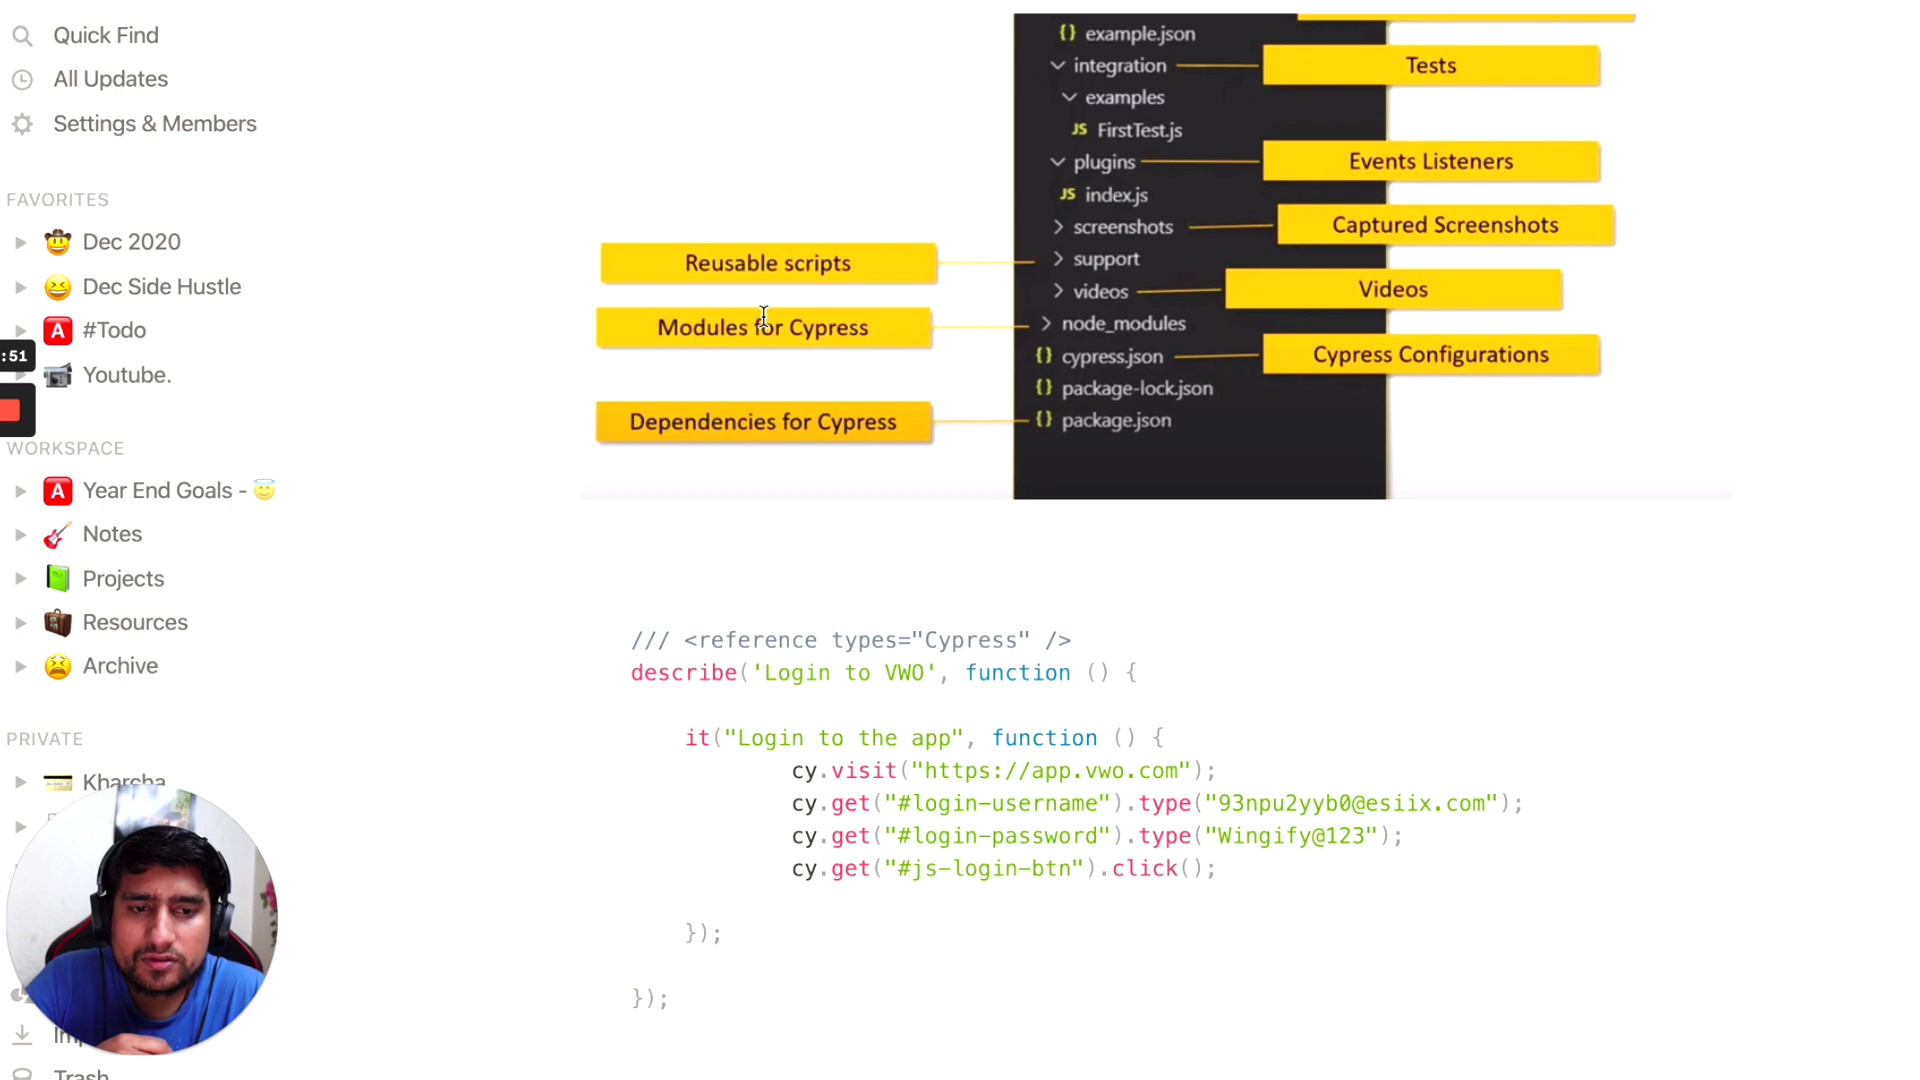 Quick Find
All Updates
Settings & Members
FAVORITES
Dec 2020
Dec Side Hustle
A #Todo
:51
Youtube.
WORKSPACE
A Year End Goals -
Notes
Projects
Resources
Archive
PRIVATE
Kharcha
Trash
{} example.json
integration
Tests
examples
JS FirstTest.js
plugins
Events Listeners
JS index.js
screenshots
Captured Screenshots
Reusable scripts
support
videos
Videos
Modules for Cypress
node_modules
{} cypress.json
Cypress Configurations
{} package-lock.json
Dependencies for Cypress
{} package.json
/// <reference types="Cypress" />
describe('Login to VWO', function () {
it("Login to the app", function () {
cy.visit("https://app.vwo.com");
cy.get("#login-username").type("93npu2yyb0@esiix.com");
cy.get("#login-password").type("Wingify@123");
cy.get("#js-login-btn").click();
});
});